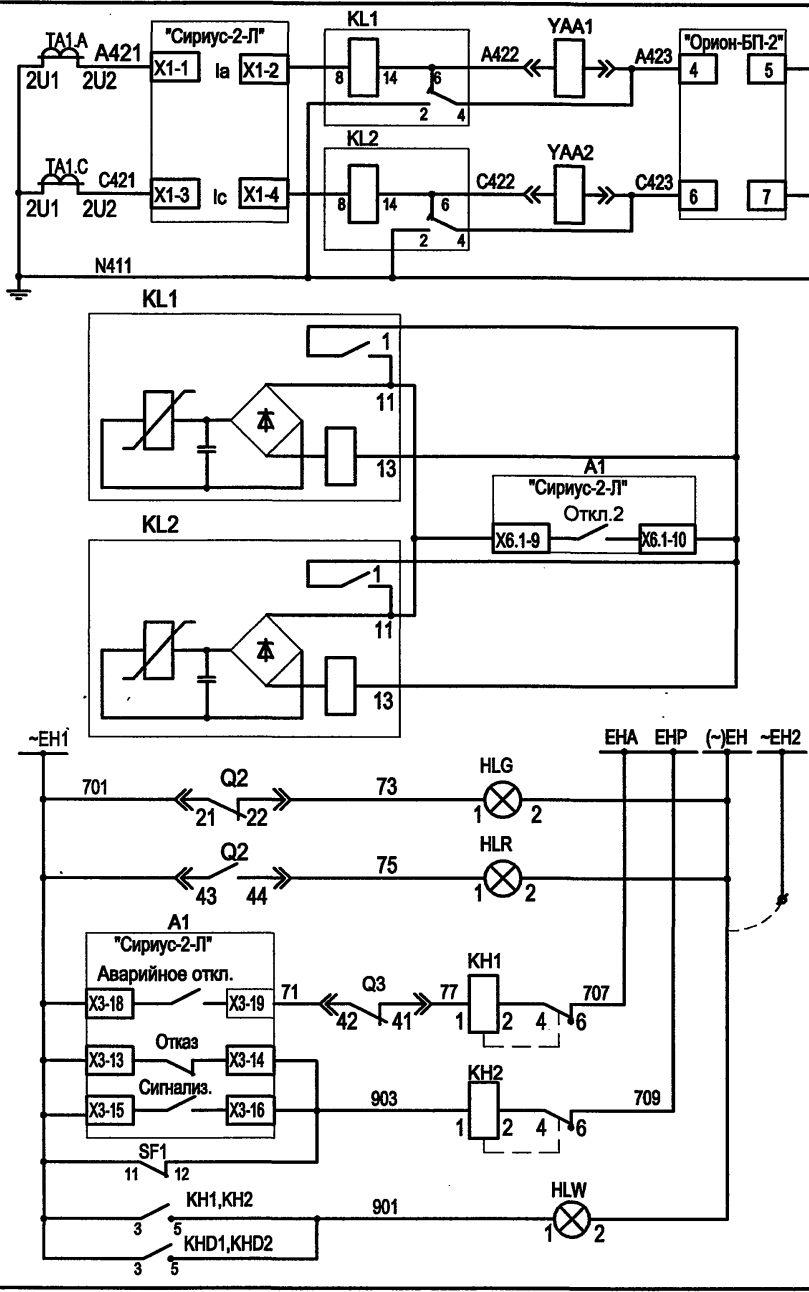 KL1 YAA1
TA1.A A421 "Сириус-2-Л" A422 A423 "Орион-БП-2"
2U1 2U2 X1-1 Ia X1-2 8 14 6 2 4 4 5
KL2 YAA2
TA1.C C421 C422 C423
2U1 2U2 X1-3 Ic X1-4 8 14 6 2 4 6 7
N411
KL1
1
11
13
A1
"Сириус-2-Л"
Откл.2
X6.1-9 X6.1-10
KL2
1
11
13
~EH1 EHA EHP (~)EH ~EH2
701 Q2 73 HLG
21 22 1 2
Q2 75 HLR
43 44 1 2
A1
"Сириус-2-Л"
Аварийное откл.
X3-18 X3-19 71 Q3 77 KH1 707
42 41 1 2 4 6
X3-13 Отказ X3-14
KH2
Сигнализ.
X3-15 X3-16 903 709
1 2 4 6
SF1
11 12
KH1,KH2 901 HLW
3 5 1 2
KHD1,KHD2
3 5